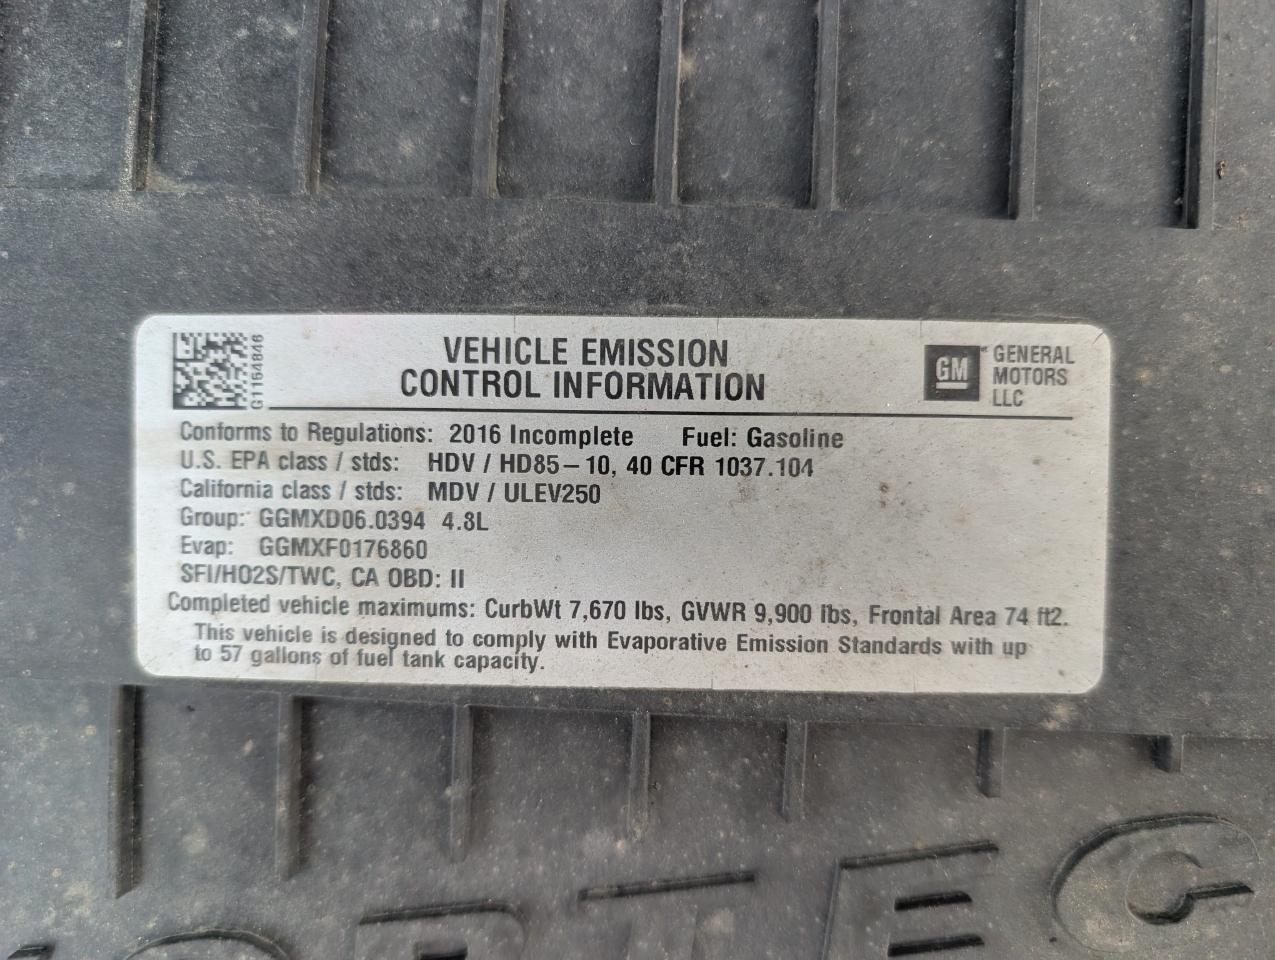 G1154846
VEHICLE EMISSION
CONTROL INFORMATION
GM
GENERAL
MOTORS
LLC
Conforms to Regulations: 2016 Incomplete Fuel: Gasoline
U.S. EPA class / stds: HDV / HD85-10, 40 CFR 1037.104
California class / stds: MDV / ULEV250
Group: GGMXD06.0394 4.8L
Evap: GGMXF0176860
SFI/HO2S/TWC, CA OBD: II
Completed vehicle maximums: CurbWt 7,670 lbs, GVWR 9,900 lbs, Frontal Area 74 ft2.
This vehicle is designed to comply with Evaporative Emission Standards with up
to 57 gallons of fuel tank capacity.
VORTEC